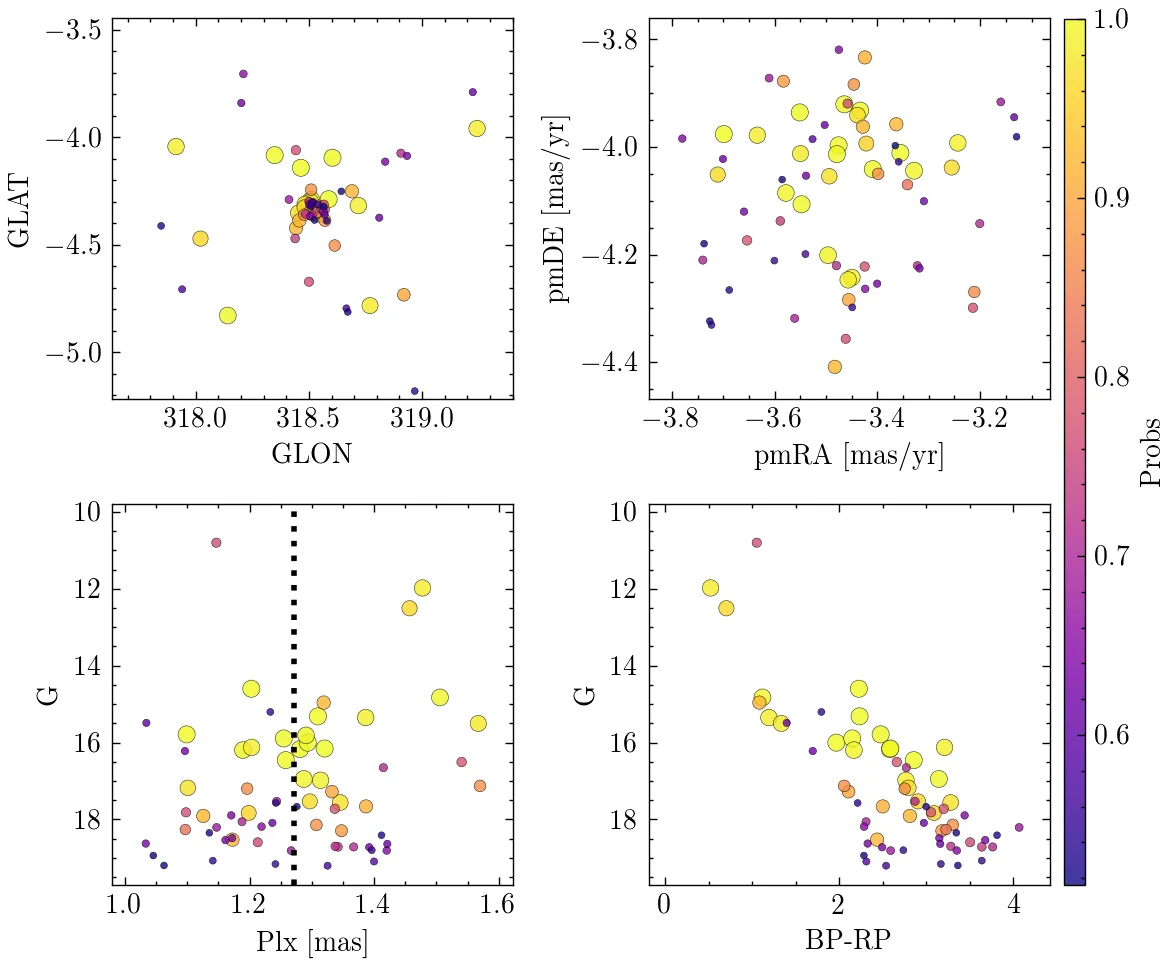 −3.5
−4.0
−4.5
−5.0
GLAT
318.0 318.5 319.0
GLON
−3.8
−4.0
−4.2
−4.4
pmDE [mas/yr]
−3.8 −3.6 −3.4 −3.2
pmRA [mas/yr]
10
12
14
16
18
G
1.0 1.2 1.4 1.6
Plx [mas]
10
12
14
16
18
G
0 2 4
BP-RP
1.0
0.9
0.8
0.7
0.6
Probs